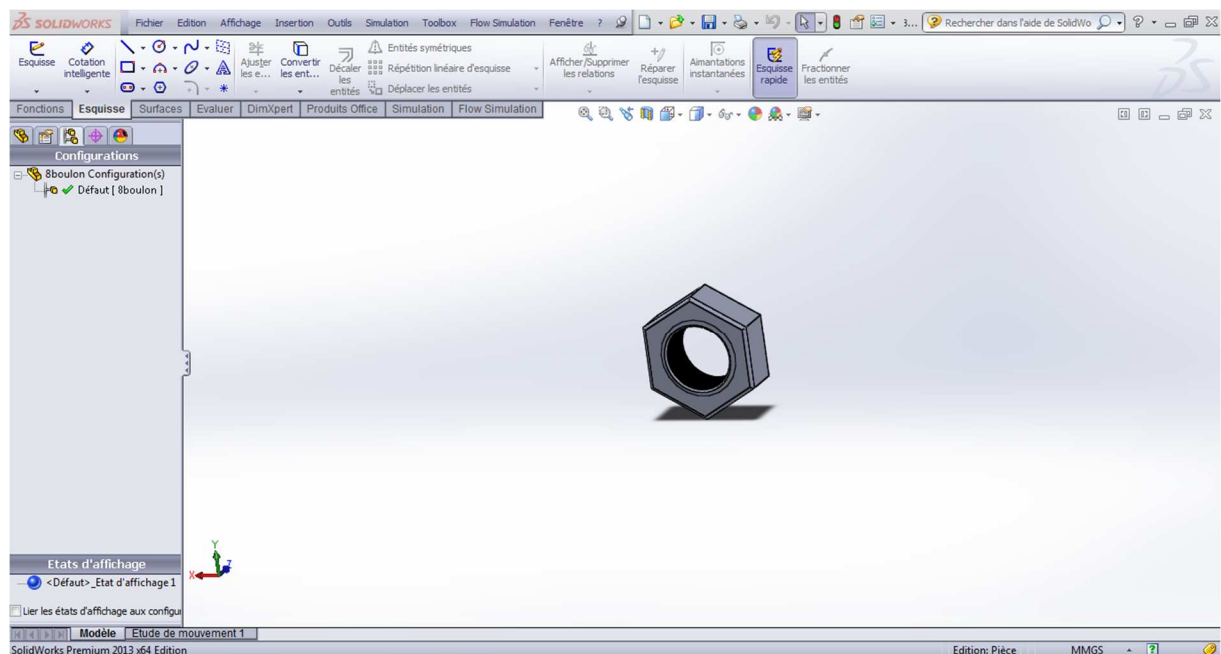 SOLIDWORKS Fichier Edition Affichage Insertion Outils Simulation Toolbox Flow Simulation Fenêtre ? 3... Rechercher dans l'aide de SolidWo ?
Esquisse Cotation intelligente Ajuster les e... Convertir les ent... Décaler les entités
Entités symétriques
Répétition linéaire d'esquisse
Déplacer les entités
Afficher/Supprimer les relations Réparer l'esquisse Aimantations instantanées Esquisse rapide Fractionner les entités
Fonctions Esquisse Surfaces Evaluer DimXpert Produits Office Simulation Flow Simulation
Configurations
8boulon Configuration(s)
Défaut [ 8boulon ]
Y
Z
X
Etats d'affichage
<Défaut>_Etat d'affichage 1
Lier les états d'affichage aux configur
Modèle Etude de mouvement 1
SolidWorks Premium 2013 x64 Edition Edition: Pièce MMGS ?